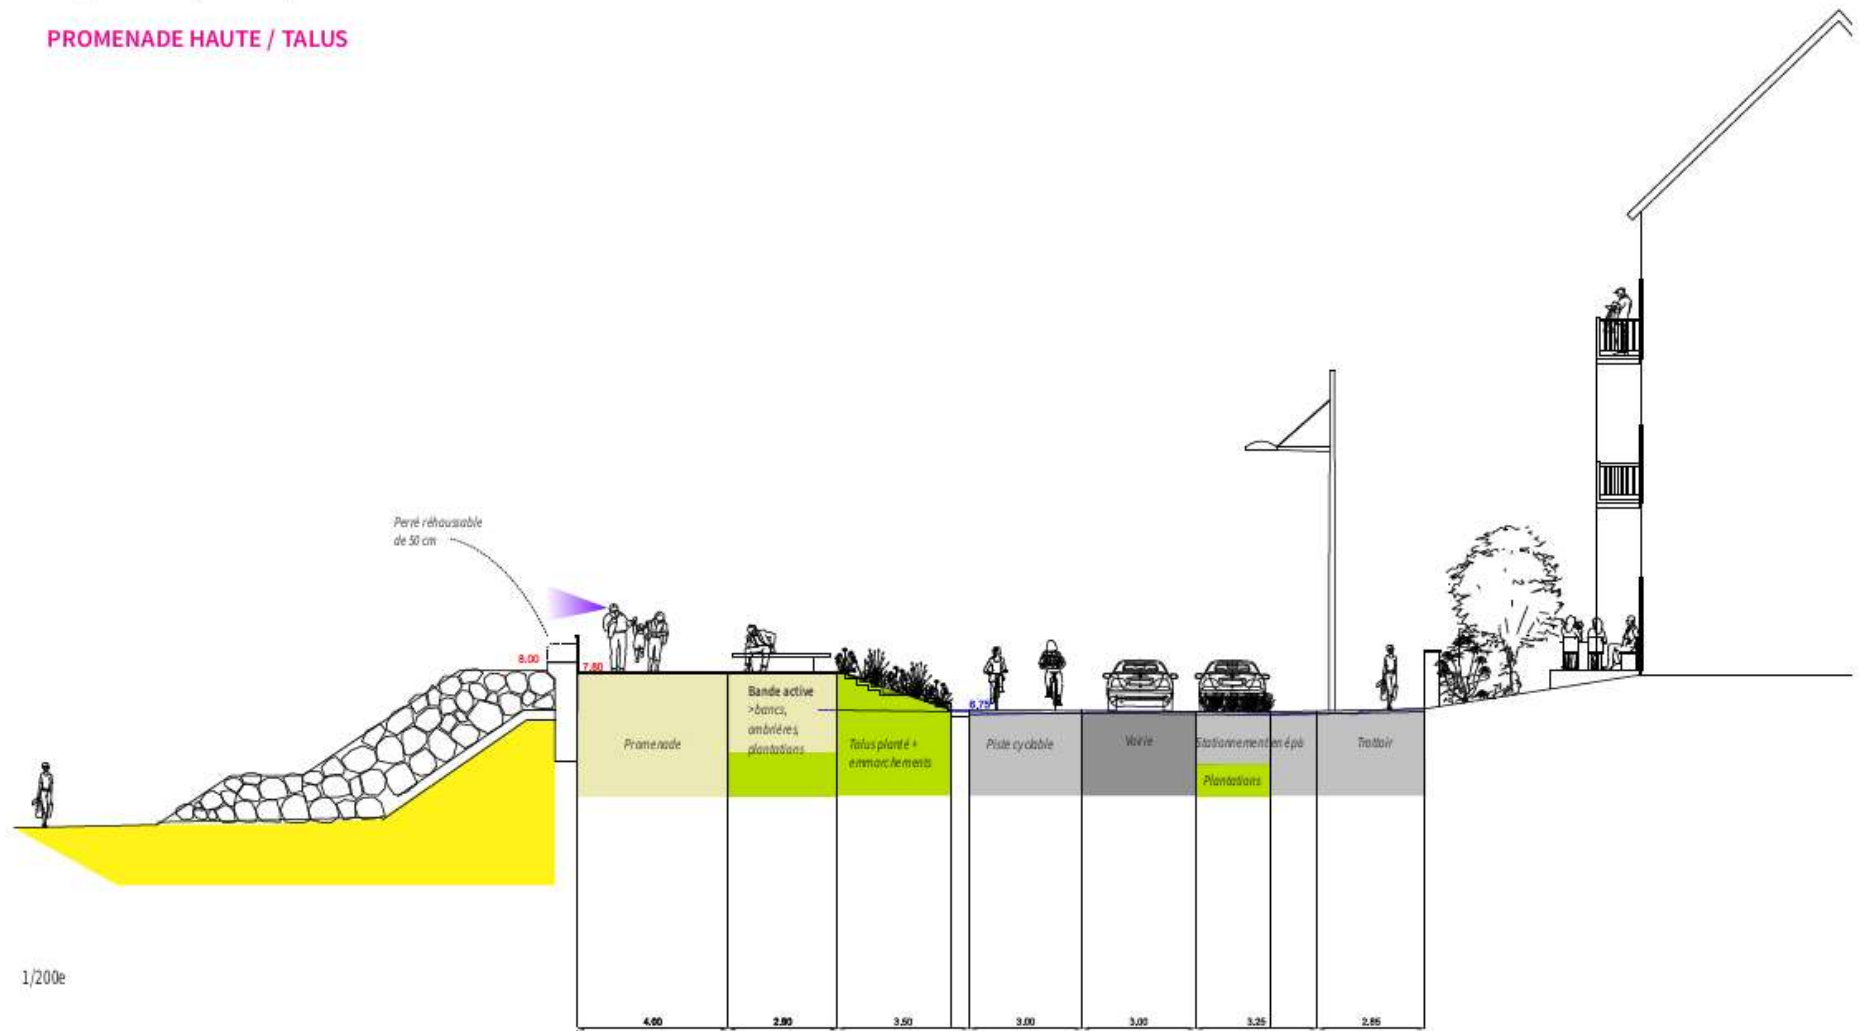 PROMENADE HAUTE / TALUS
Perré réhaussable
de 50 cm
8.00
7,80
Bande active
>bancs,
ombrières,
plantations
6,75
Promenade
Talus planté +
emmarchements
Piste cyclable
Voirie
Stationnement en épi
Trottoir
Plantations
1/200e
4.00
2.90
3.50
3.00
3.00
3.25
2.85